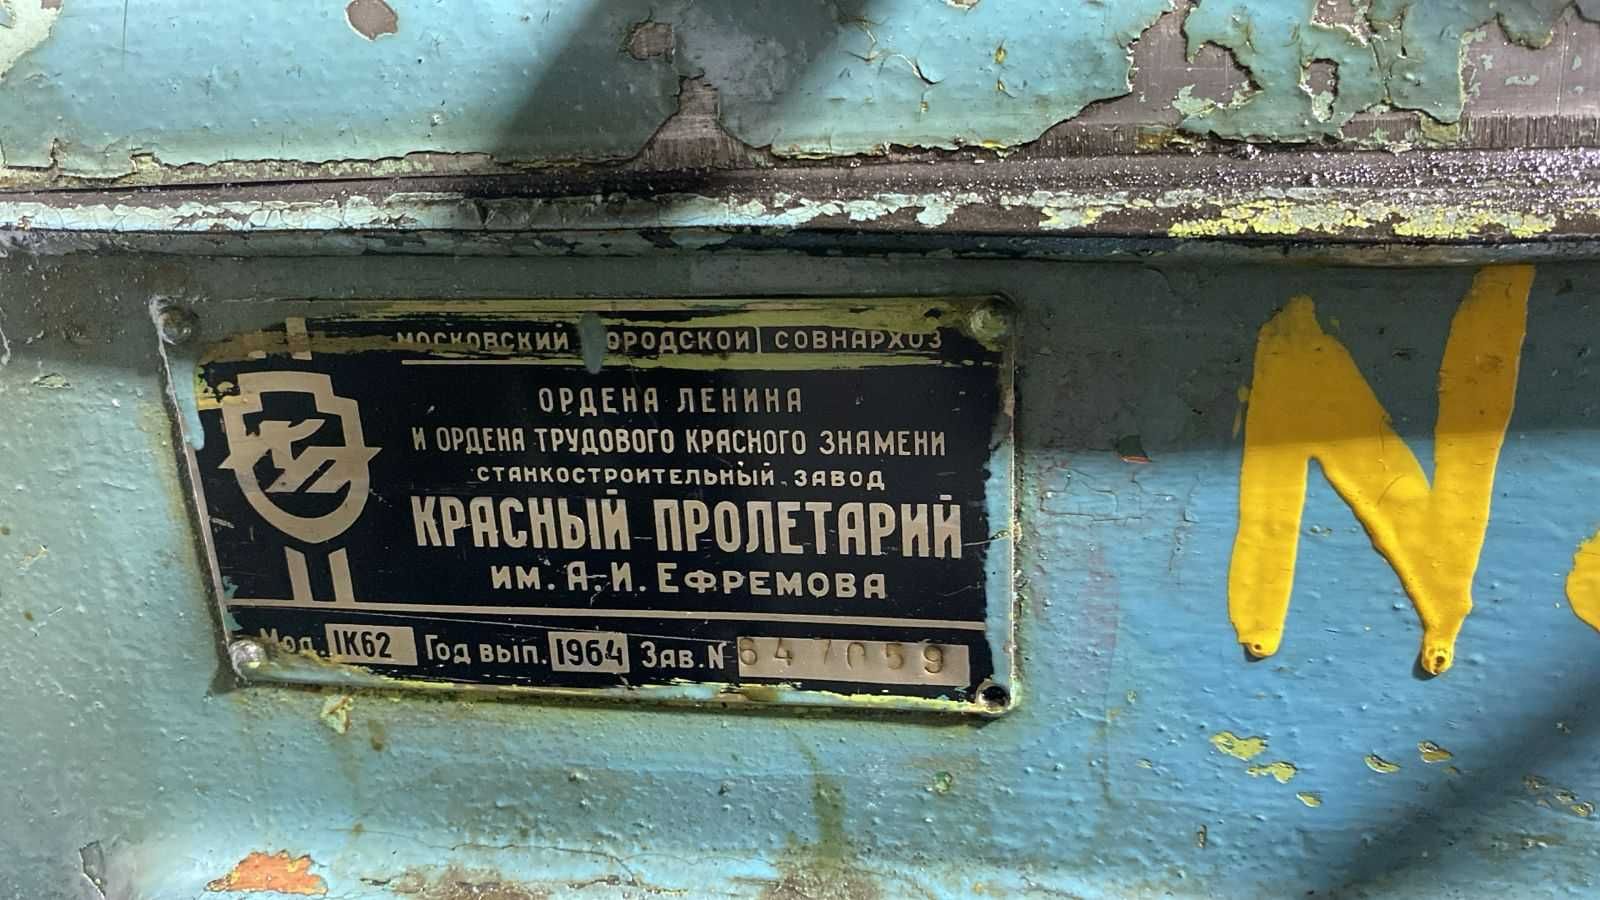 МОСКОВСКИЙ ГОРОДСКОЙ СОВНАРХОЗ
ОРДЕНА ЛЕНИНА
И ОРДЕНА ТРУДОВОГО КРАСНОГО ЗНАМЕНИ
СТАНКОСТРОИТЕЛЬНЫЙ ЗАВОД
КРАСНЫЙ ПРОЛЕТАРИЙ
ИМ. А.И. ЕФРЕМОВА
Мод. 1К62 Год вып. 1964 Зав. N 647059
N